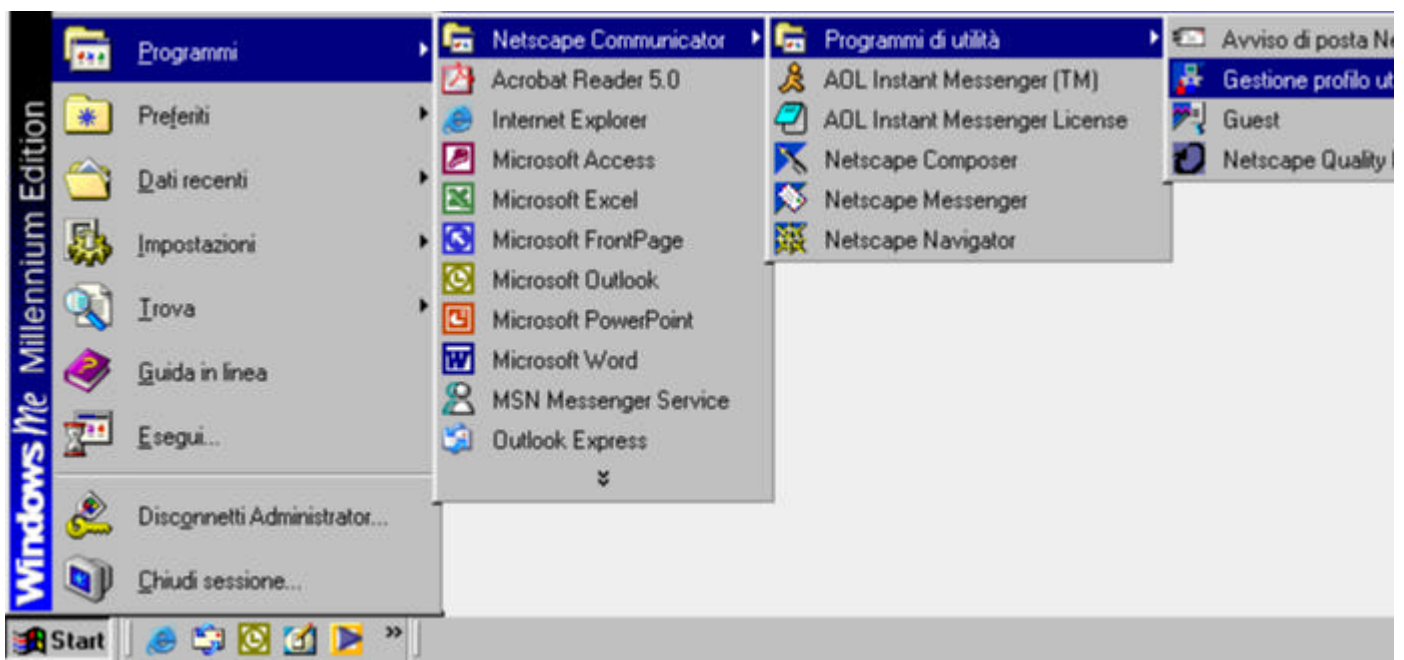 Windows Me Millennium Edition
Programmi
Preferiti
Dati recenti
Impostazioni
Trova
Guida in linea
Esegui...
Disconnetti Administrator...
Chiudi sessione...
Netscape Communicator
Acrobat Reader 5.0
Internet Explorer
Microsoft Access
Microsoft Excel
Microsoft FrontPage
Microsoft Outlook
Microsoft PowerPoint
Microsoft Word
MSN Messenger Service
Outlook Express
Programmi di utilità
AOL Instant Messenger (TM)
AOL Instant Messenger License
Netscape Composer
Netscape Messenger
Netscape Navigator
Avviso di posta Ne
Gestione profilo ut
Guest
Netscape Quality
Start